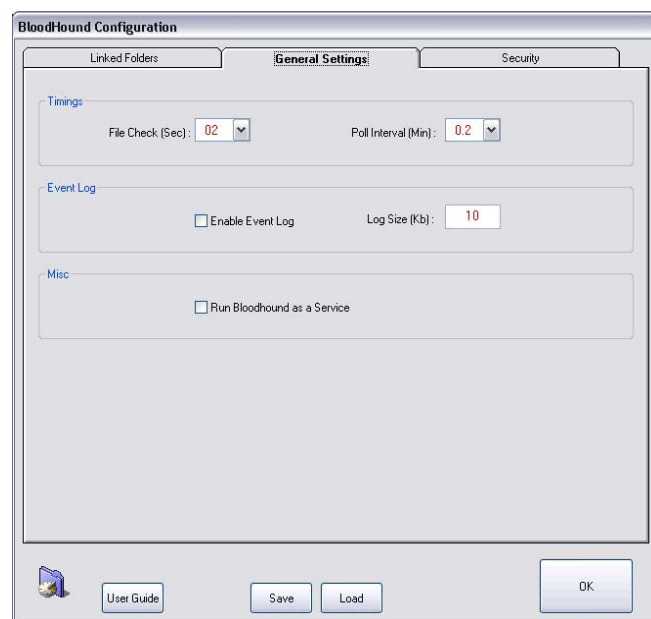 BloodHound Configuration
Linked Folders General Settings Security
Timings
File Check (Sec) : 02 Poll Interval (Min) : 0.2
Event Log
Enable Event Log Log Size (Kb) : 10
Misc
Run Bloodhound as a Service
User Guide Save Load OK